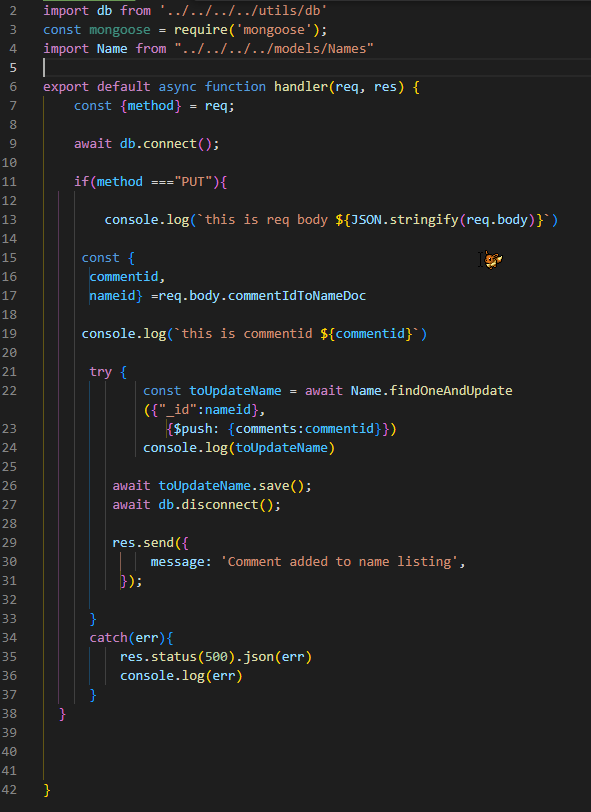 2 import db from '../../../../utils/db'
3 const mongoose = require('mongoose');
4 import Name from "../../../../models/Names"
5
6 export default async function handler(req, res) {
7 const {method} = req;
8
9 await db.connect();
10
11 if(method ==="PUT"){
12
13 console.log(`this is req body ${JSON.stringify(req.body)}`)
14
15 const {
16 commentid,
17 nameid} =req.body.commentIdToNameDoc
18
19 console.log(`this is commentid ${commentid}`)
20
21 try {
22 const toUpdateName = await Name.findOneAndUpdate
({"_id":nameid},
23 {$push: {comments:commentid}})
24 console.log(toUpdateName)
25
26 await toUpdateName.save();
27 await db.disconnect();
28
29 res.send({
30 message: 'Comment added to name listing',
31 });
32
33 }
34 catch(err){
35 res.status(500).json(err)
36 console.log(err)
37 }
38 }
39
40
41
42 }